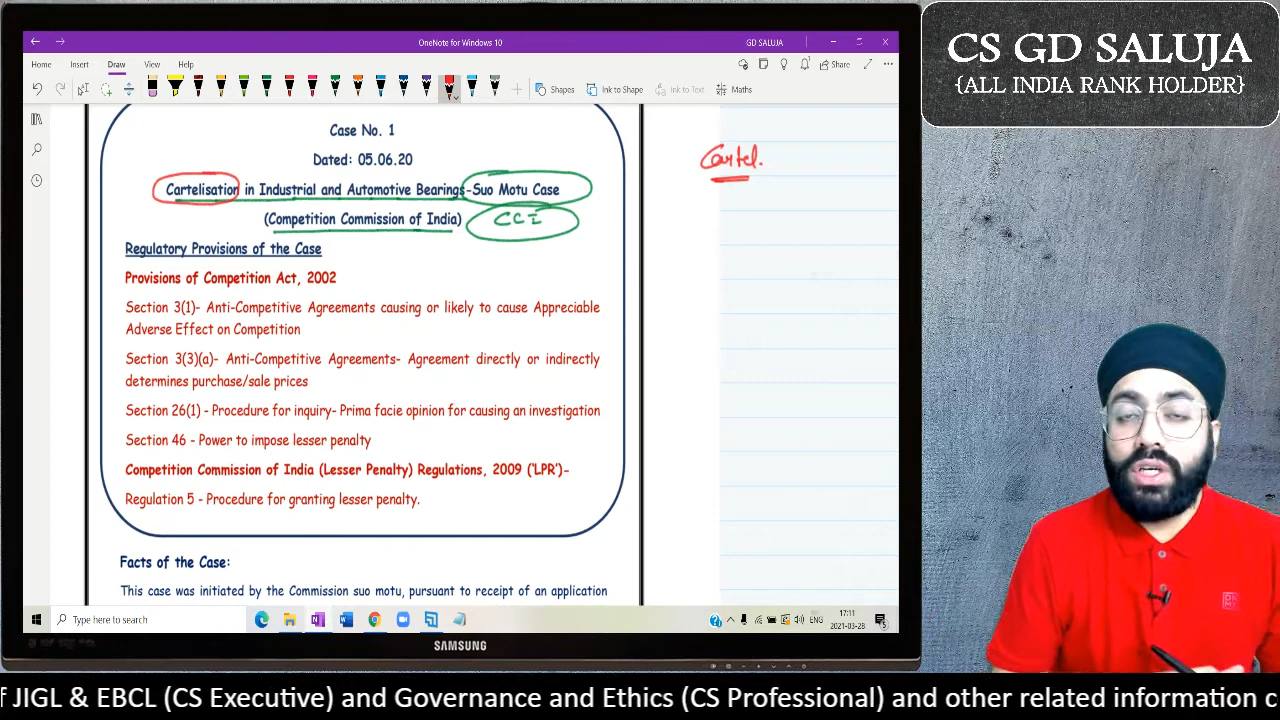 OneNote for Windows 10
GD SALUJA
Home
Insert
Draw
View
Help
Share
Shapes
Ink to Shape
Ink to Text
Maths
CS GD SALUJA
{ALL INDIA RANK HOLDER}
Case No. 1
Dated: 05.06.20
Cartel.
Cartelisation in Industrial and Automotive Bearings-Suo Motu Case
(Competition Commission of India)
CCI
Regulatory Provisions of the Case
Provisions of Competition Act, 2002
Section 3(1)- Anti-Competitive Agreements causing or likely to cause Appreciable
Adverse Effect on Competition
Section 3(3)(a)- Anti-Competitive Agreements- Agreement directly or indirectly
determines purchase/sale prices
Section 26(1) - Procedure for inquiry- Prima facie opinion for causing an investigation
Section 46 - Power to impose lesser penalty
Competition Commission of India (Lesser Penalty) Regulations, 2009 ('LPR')-
Regulation 5 - Procedure for granting lesser penalty.
Facts of the Case:
This case was initiated by the Commission suo motu, pursuant to receipt of an application
Type here to search
ENG
17:11
2021-03-28
SAMSUNG
f JIGL & EBCL (CS Executive) and Governance and Ethics (CS Professional) and other related information c